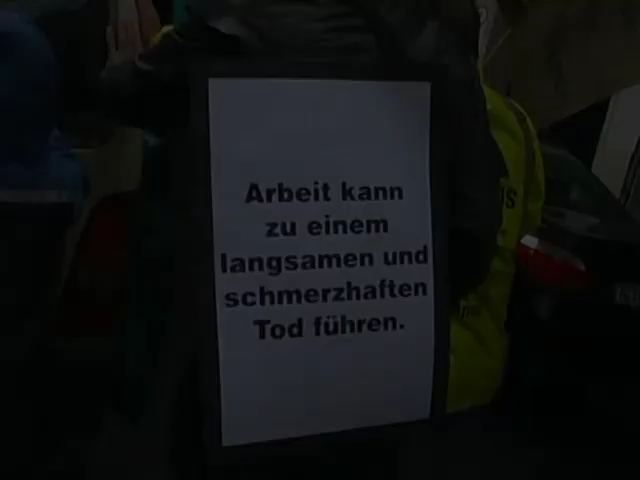 Arbeit kann
zu einem
langsamen und
schmerzhaften
Tod führen.